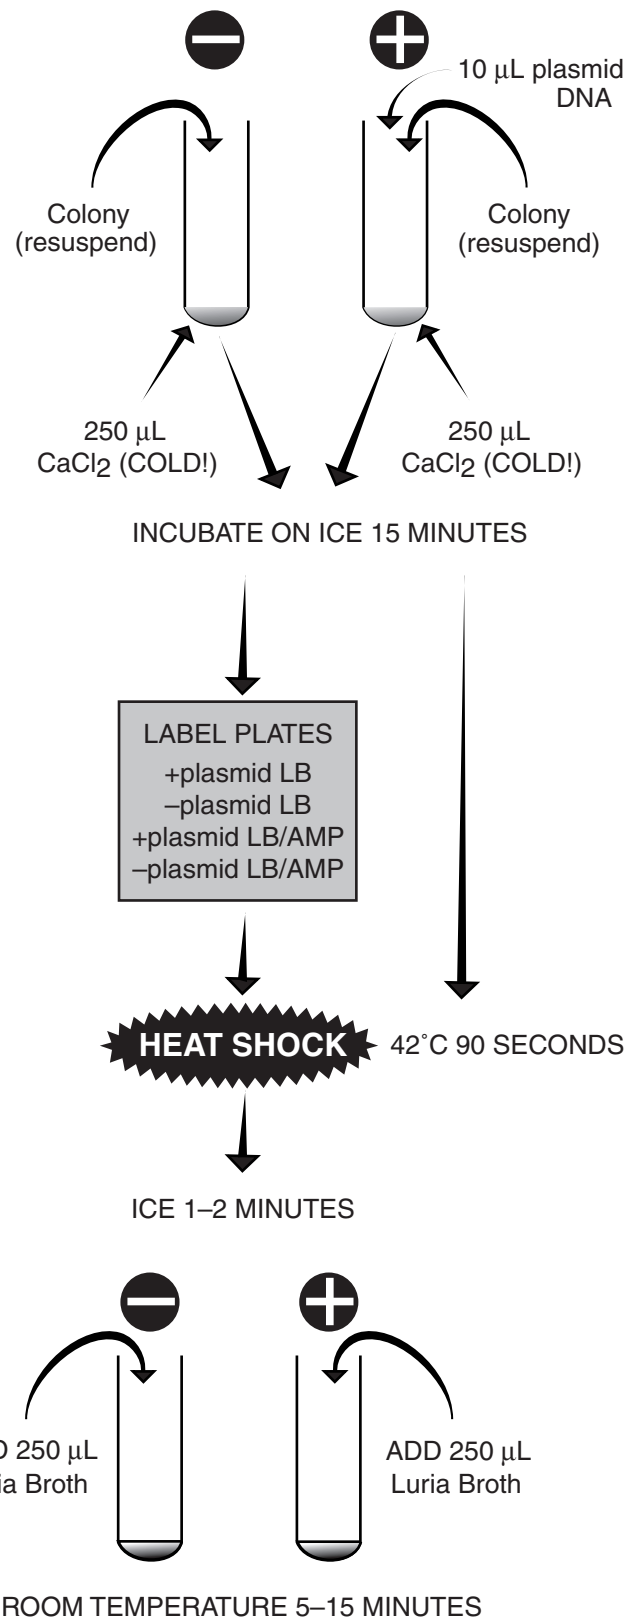 10 µL plasmid
DNA
Colony
(resuspend)
Colony
(resuspend)
250 µL
CaCl2 (COLD!)
250 µL
CaCl2 (COLD!)
INCUBATE ON ICE 15 MINUTES
LABEL PLATES
+plasmid LB
–plasmid LB
+plasmid LB/AMP
–plasmid LB/AMP
HEAT SHOCK
42˚C 90 SECONDS
ICE 1–2 MINUTES
250 µL
Broth
ADD 250 µL
Luria Broth
ROOM TEMPERATURE 5–15 MINUTES